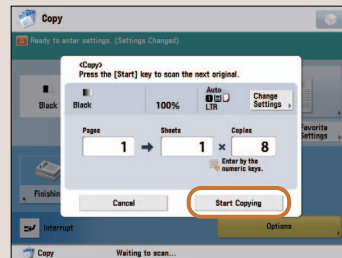 Copy
Ready to enter settings. (Settings Changed)
<Copy>
Press the [Start] key to scan the next original.
Black
Black
100%
Auto
LTR
Change
Settings
Favorite
Settings
Pages
Sheets
Copies
1
1 × 8
Enter by the
numeric keys.
Finishin
Cancel
Start Copying
Interrupt
Options
Copy
Waiting to scan...